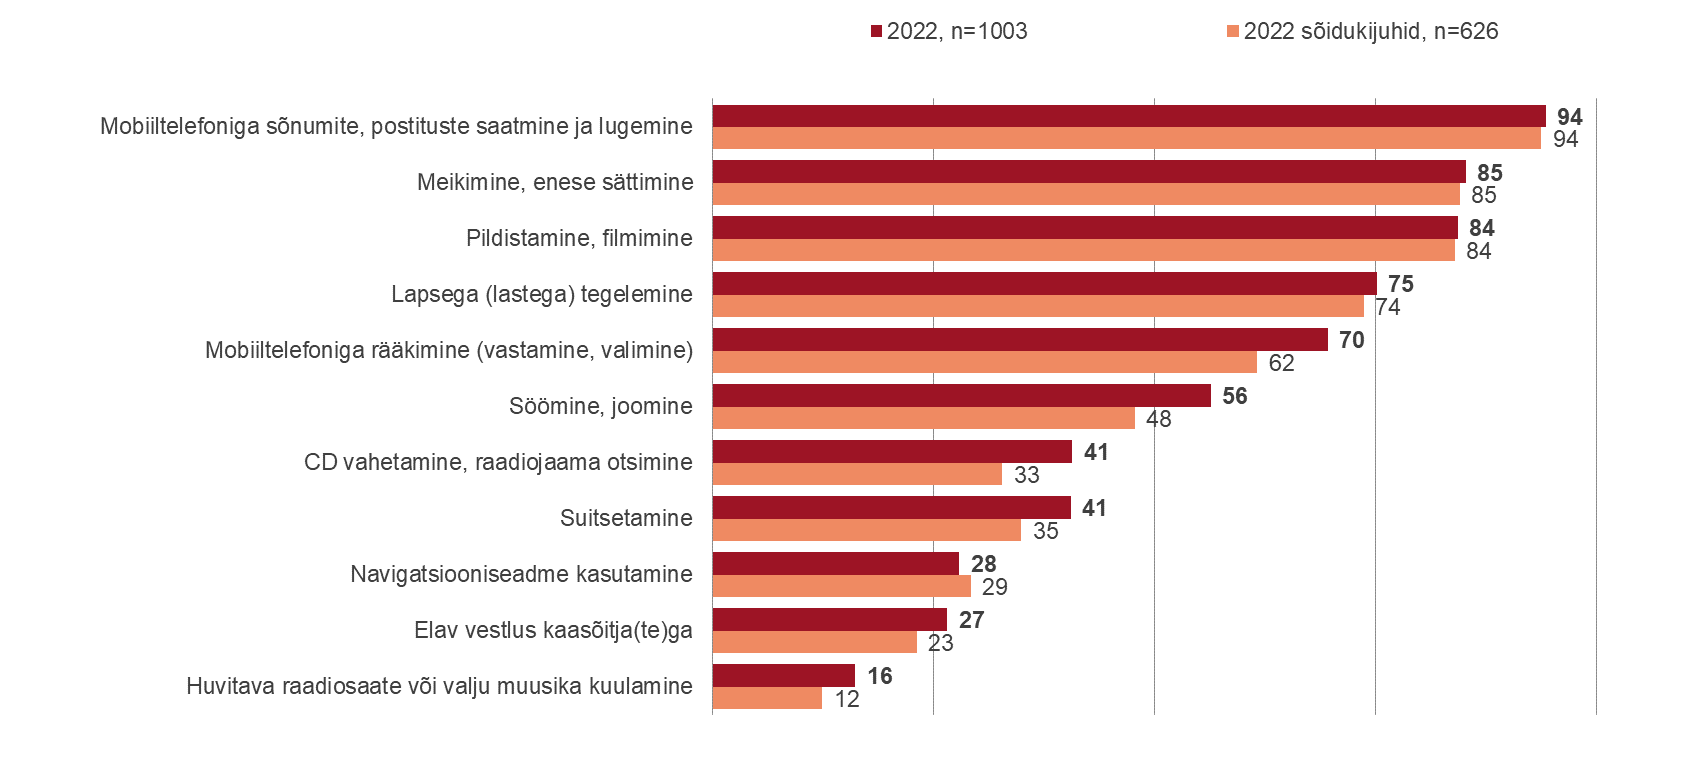 2022, n=1003
2022 sõidukijuhid, n=626
Mobiiltelefoniga sõnumite, postituste saatmine ja lugemine
94
94
Meikimine, enese sättimine
85
85
Pildistamine, filmimine
84
84
Lapsega (lastega) tegelemine
75
74
Mobiiltelefoniga rääkimine (vastamine, valimine)
70
62
Söömine, joomine
56
48
CD vahetamine, raadiojaama otsimine
41
33
Suitsetamine
41
35
Navigatsiooniseadme kasutamine
28
29
Elav vestlus kaasõitja(te)ga
27
23
Huvitava raadiosaate või valju muusika kuulamine
16
12